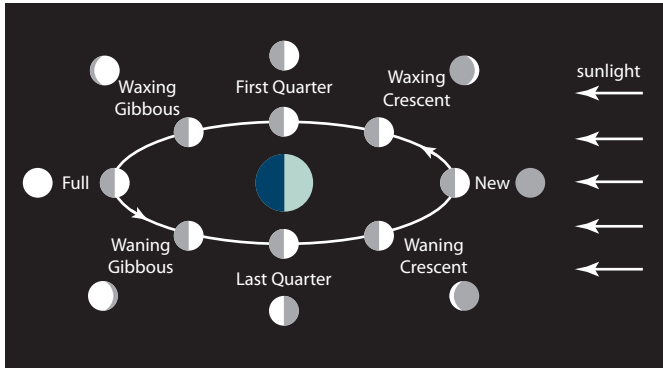 Waxing
Gibbous
First Quarter
Waxing
Crescent
sunlight
Full
New
Waning
Gibbous
Last Quarter
Waning
Crescent